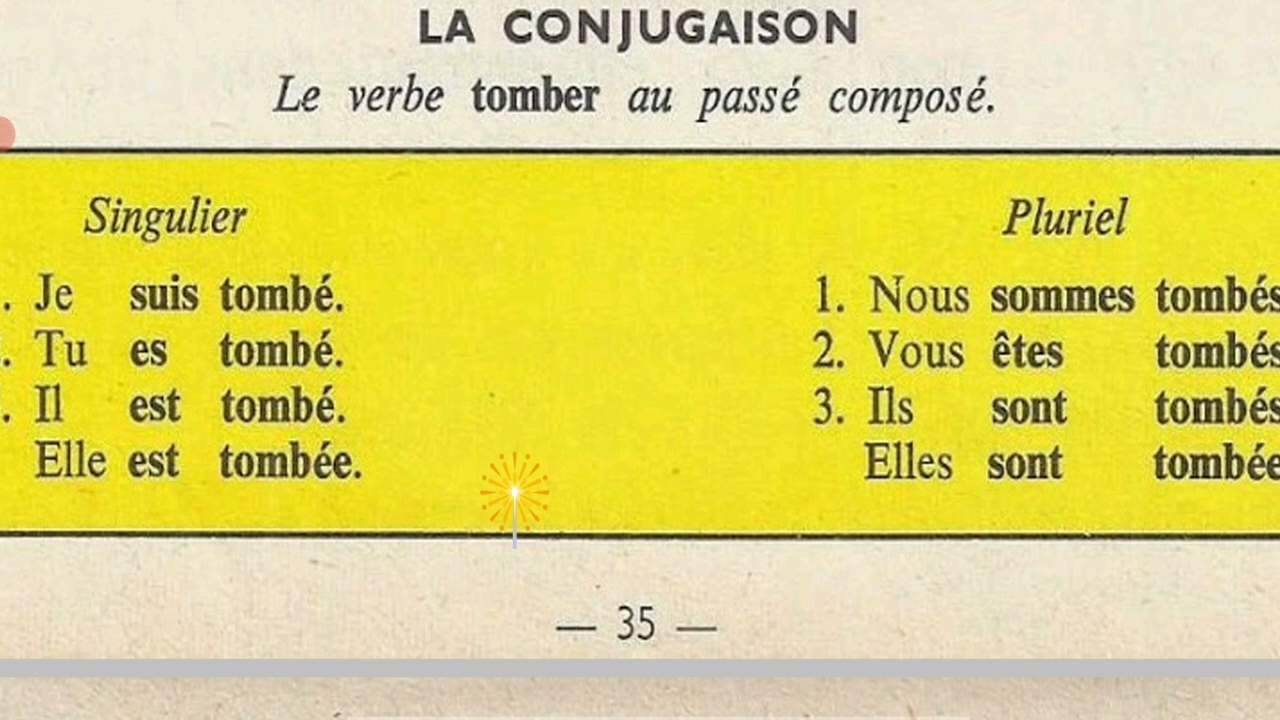 LA CONJUGAISON
Le verbe tomber au passé composé.
Singulier
. Je suis tombé.
. Tu es tombé.
. Il est tombé.
Elle est tombée.
Pluriel
1. Nous sommes tombés
2. Vous êtes tombés
3. Ils sont tombés
Elles sont tombée
— 35 —